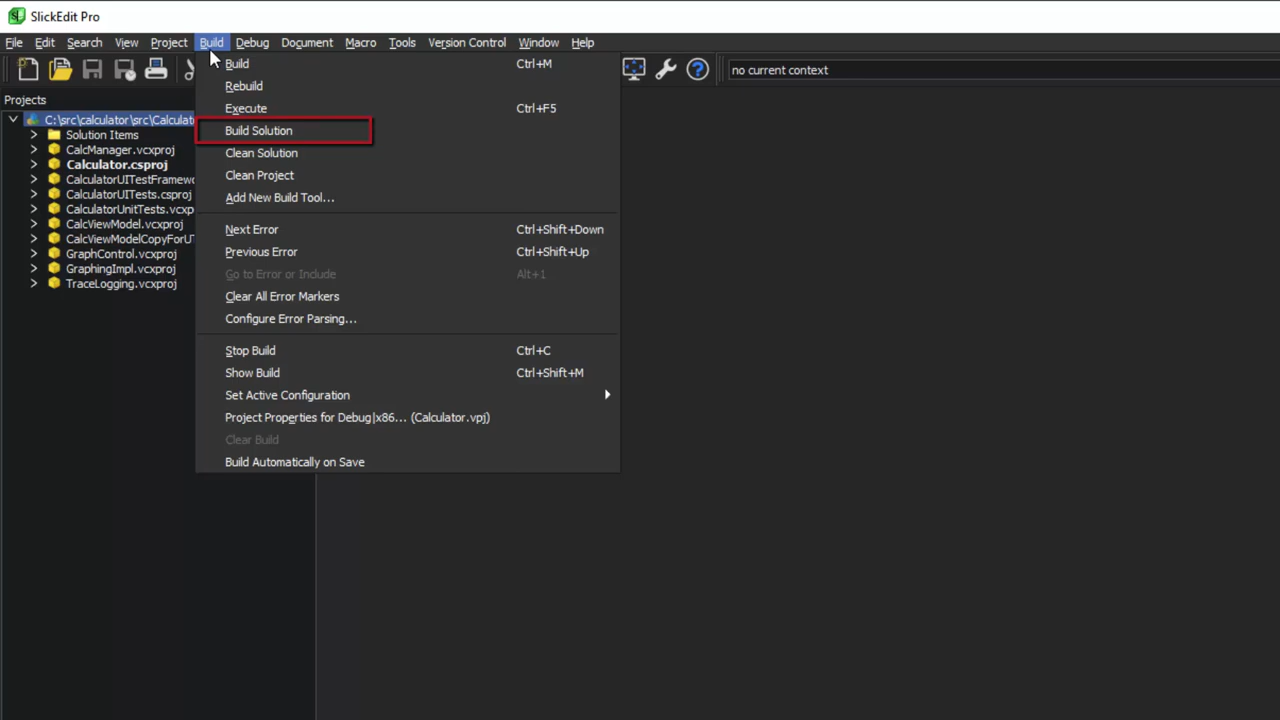 SlickEdit Pro
File Edit Search View Project Build Debug Document Macro Tools Version Control Window Help
no current context
Projects
C:\src\calculator\src\Calculat
Solution Items
CalcManager.vcxproj
Calculator.csproj
CalculatorUITestFramew
CalculatorUITests.csproj
CalculatorUnitTests.vcxp
CalcViewModel.vcxproj
CalcViewModelCopyForUT
GraphControl.vcxproj
GraphingImpl.vcxproj
TraceLogging.vcxproj
Build Ctrl+M
Rebuild
Execute Ctrl+F5
Build Solution
Clean Solution
Clean Project
Add New Build Tool...
Next Error Ctrl+Shift+Down
Previous Error Ctrl+Shift+Up
Go to Error or Include Alt+1
Clear All Error Markers
Configure Error Parsing...
Stop Build Ctrl+C
Show Build Ctrl+Shift+M
Set Active Configuration
Project Properties for Debug|x86... (Calculator.vpj)
Clear Build
Build Automatically on Save